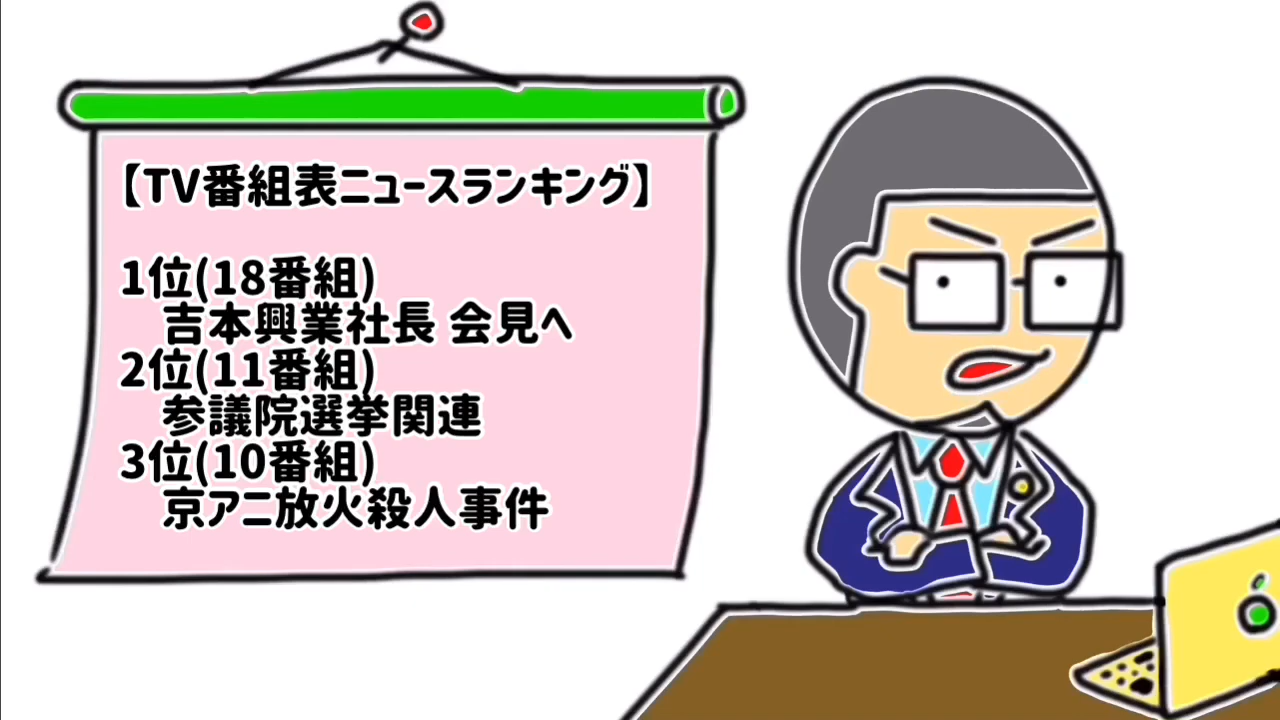 【TV番組表ニュースランキング】
1位(18番組)
吉本興業社長 会見へ
2位(11番組)
参議院選挙関連
3位(10番組)
京アニ放火殺人事件